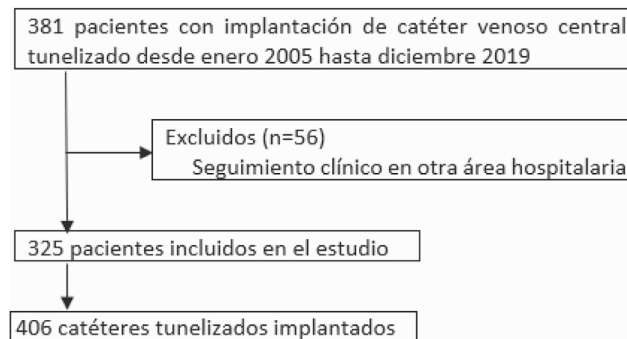 381 pacientes con implantación de catéter venoso central
tunelizado desde enero 2005 hasta diciembre 2019
Excluidos (n=56)
Seguimiento clínico en otra área hospitalaria
325 pacientes incluidos en el estudio
406 catéteres tunelizados implantados